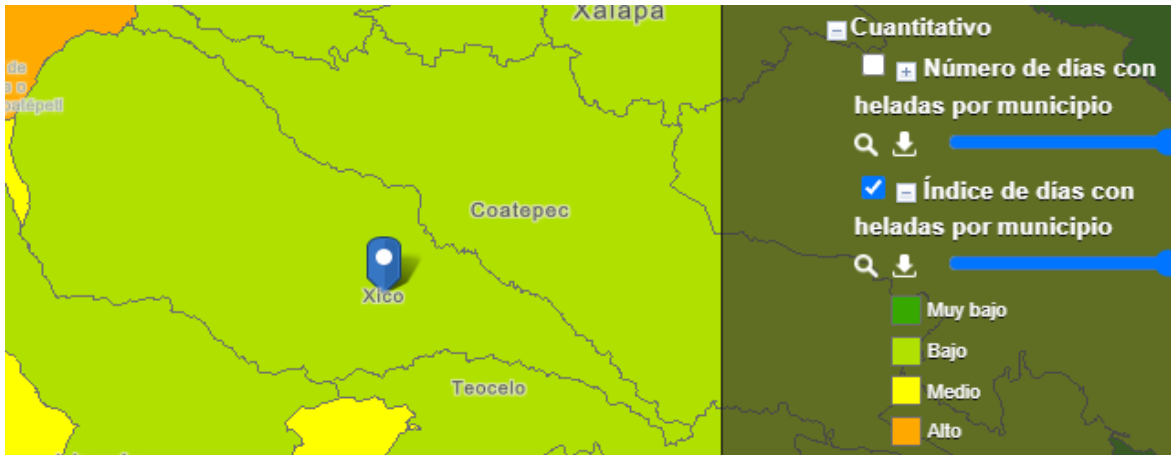 Xalapa
de
o
Coatepec
Xico
Teocelo
Cuantitativo
Número de días con
heladas por municipio
Índice de días con
heladas por municipio
Muy bajo
Bajo
Medio
Alto